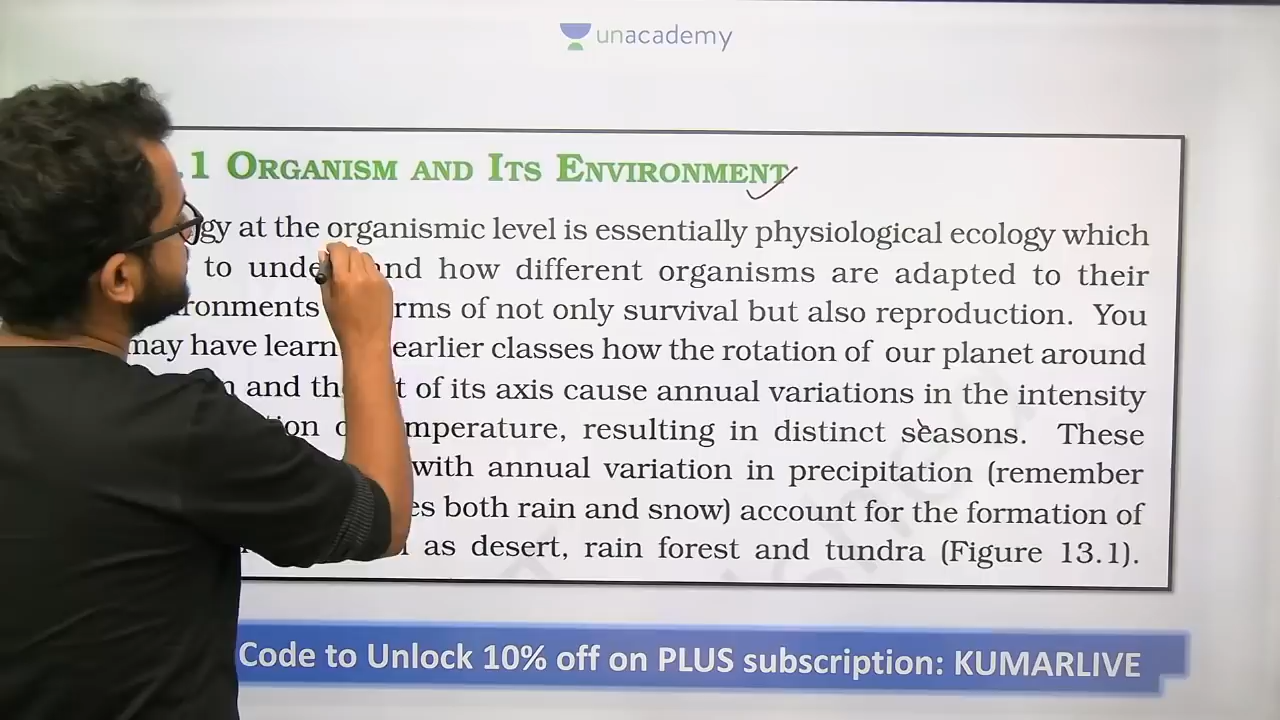 unacademy
.1 ORGANISM AND ITS ENVIRONMENT
gy at the organismic level is essentially physiological ecology which
to unde nd how different organisms are adapted to their
ronments rms of not only survival but also reproduction. You
may have learn earlier classes how the rotation of our planet around
and th t of its axis cause annual variations in the intensity
ion mperature, resulting in distinct seasons. These
with annual variation in precipitation (remember
es both rain and snow) account for the formation of
as desert, rain forest and tundra (Figure 13.1).
Code to Unlock 10% off on PLUS subscription: KUMARLIVE